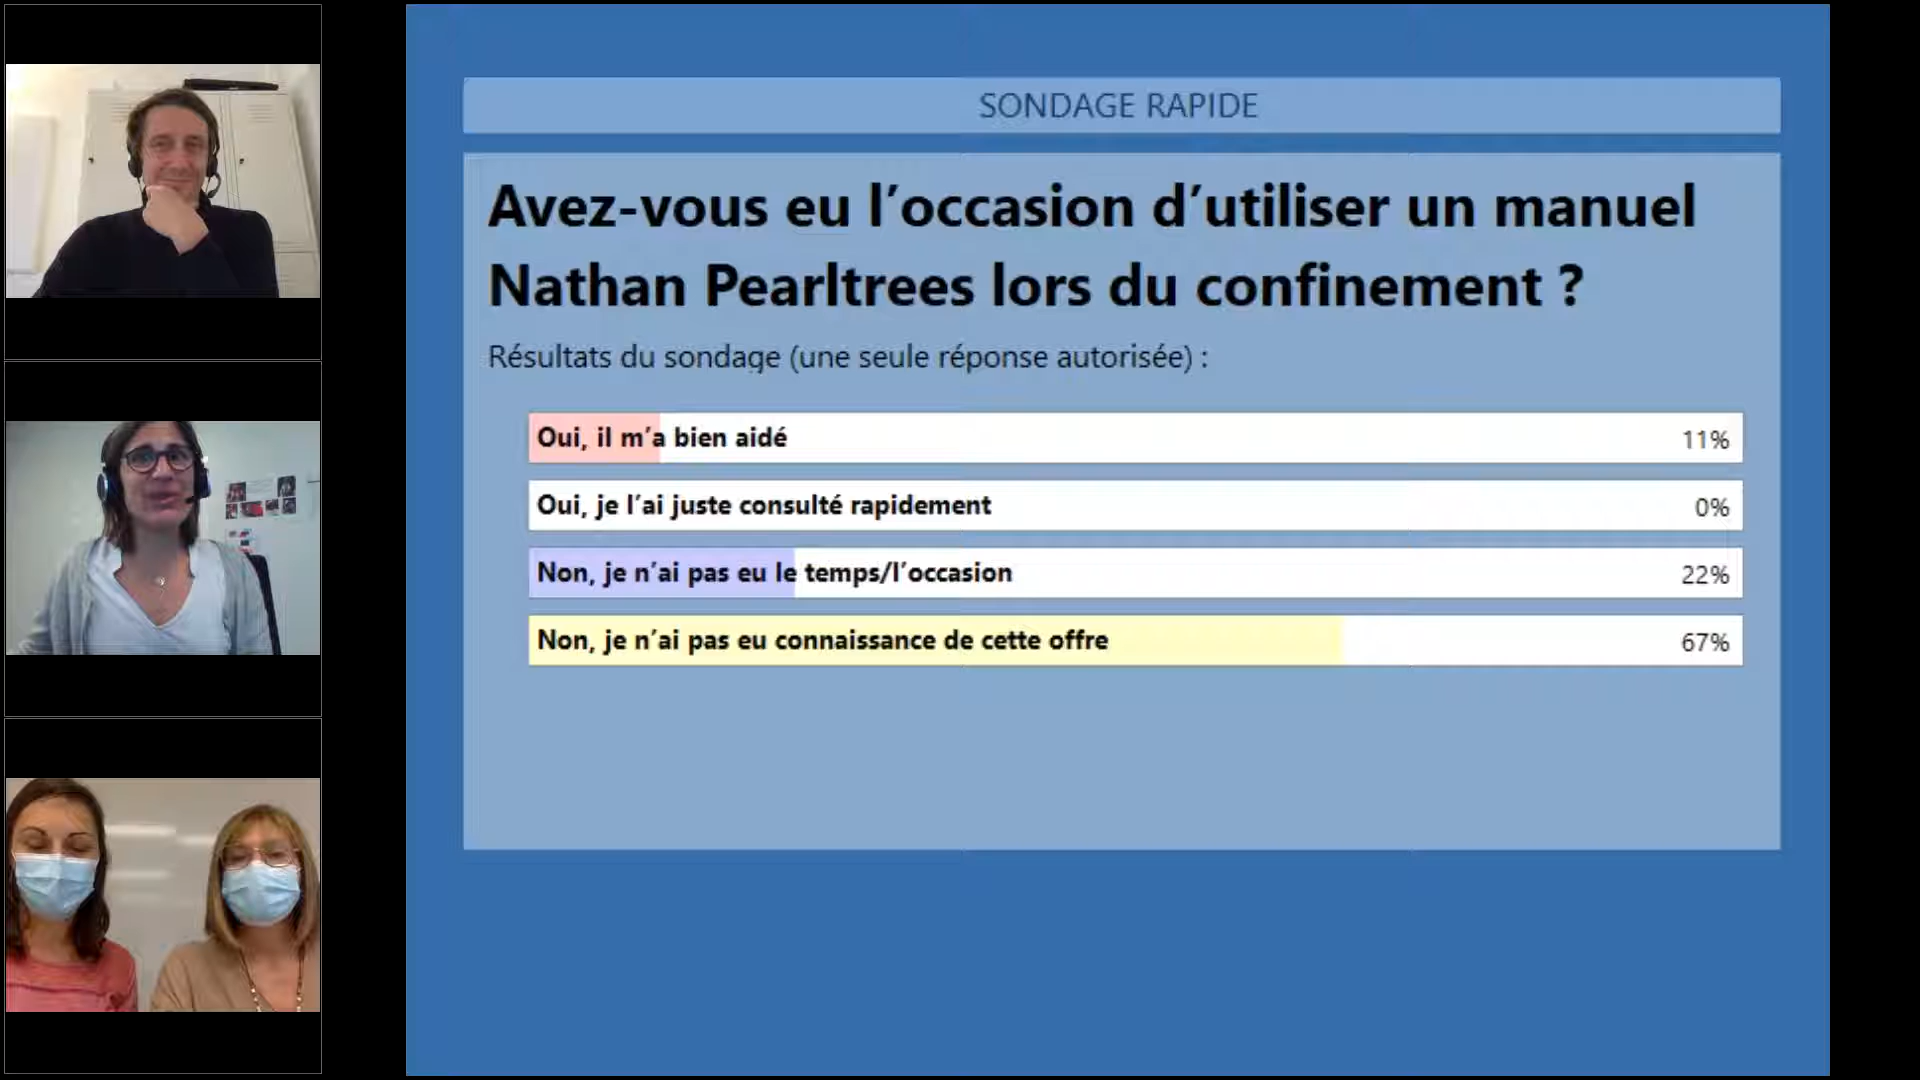 SONDAGE RAPIDE
Avez-vous eu l’occasion d’utiliser un manuel
Nathan Pearltrees lors du confinement ?
Résultats du sondage (une seule réponse autorisée) :
Oui, il m’a bien aidé 11%
Oui, je l’ai juste consulté rapidement 0%
Non, je n’ai pas eu le temps/l’occasion 22%
Non, je n’ai pas eu connaissance de cette offre 67%